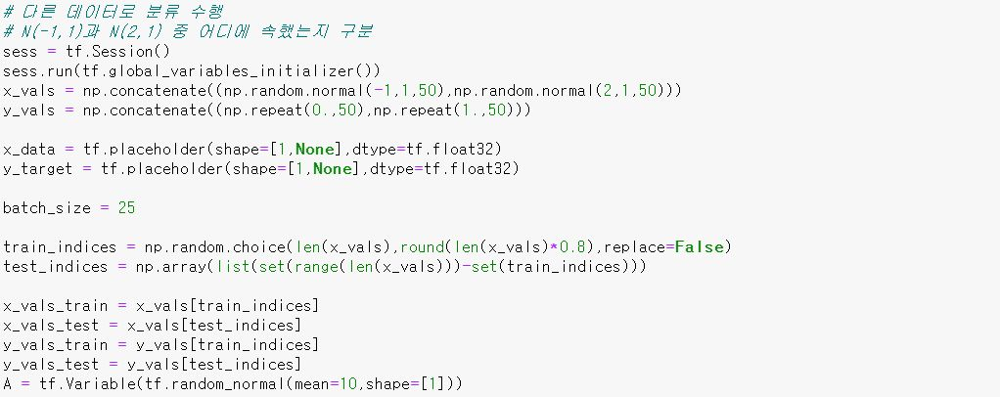 # 다른 데이터로 분류 수행
# N(-1,1)과 N(2,1) 중 어디에 속했는지 구분
sess = tf.Session()
sess.run(tf.global_variables_initializer())
x_vals = np.concatenate((np.random.normal(-1,1,50),np.random.normal(2,1,50)))
y_vals = np.concatenate((np.repeat(0.,50),np.repeat(1.,50)))
x_data = tf.placeholder(shape=[1,None],dtype=tf.float32)
y_target = tf.placeholder(shape=[1,None],dtype=tf.float32)
batch_size = 25
train_indices = np.random.choice(len(x_vals),round(len(x_vals)*0.8),replace=False)
test_indices = np.array(list(set(range(len(x_vals)))-set(train_indices)))
x_vals_train = x_vals[train_indices]
x_vals_test = x_vals[test_indices]
y_vals_train = y_vals[train_indices]
y_vals_test = y_vals[test_indices]
A = tf.Variable(tf.random_normal(mean=10,shape=[1]))